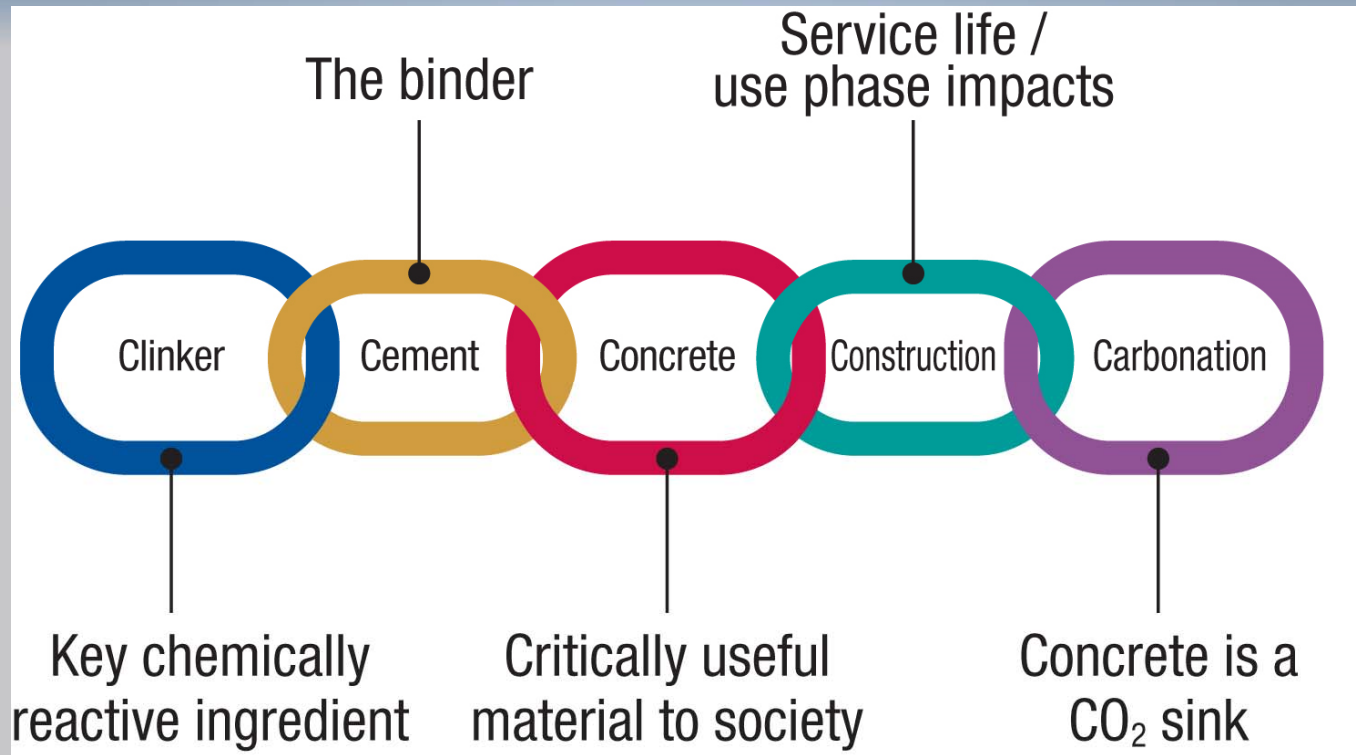 The binder
Service life /
use phase impacts
Clinker
Cement
Concrete
Construction
Carbonation
Key chemically
reactive ingredient
Critically useful
material to society
Concrete is a
CO₂ sink